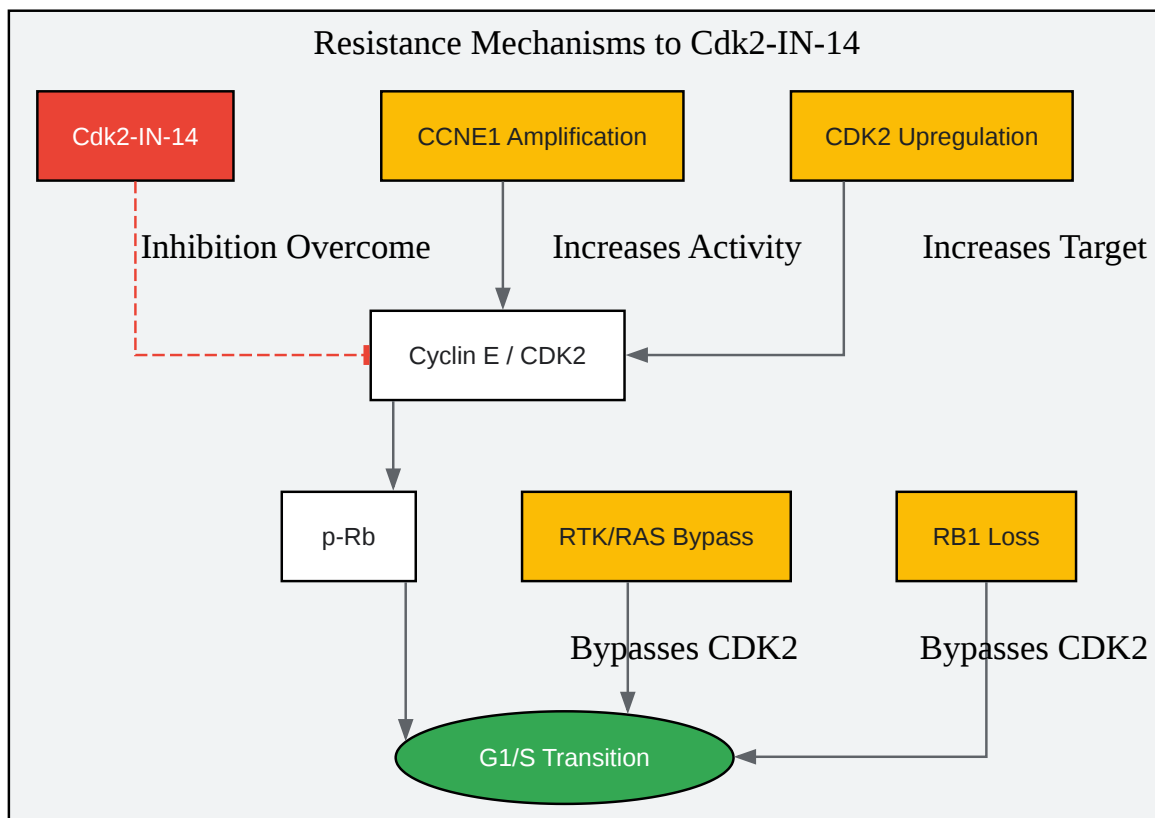 Resistance Mechanisms to Cdk2-IN-14
Cdk2-IN-14
CCNE1 Amplification
CDK2 Upregulation
Inhibition Overcome
Increases Activity
Increases Target
Cyclin E / CDK2
p-Rb
RTK/RAS Bypass
RB1 Loss
Bypasses CDK2
Bypasses CDK2
G1/S Transition